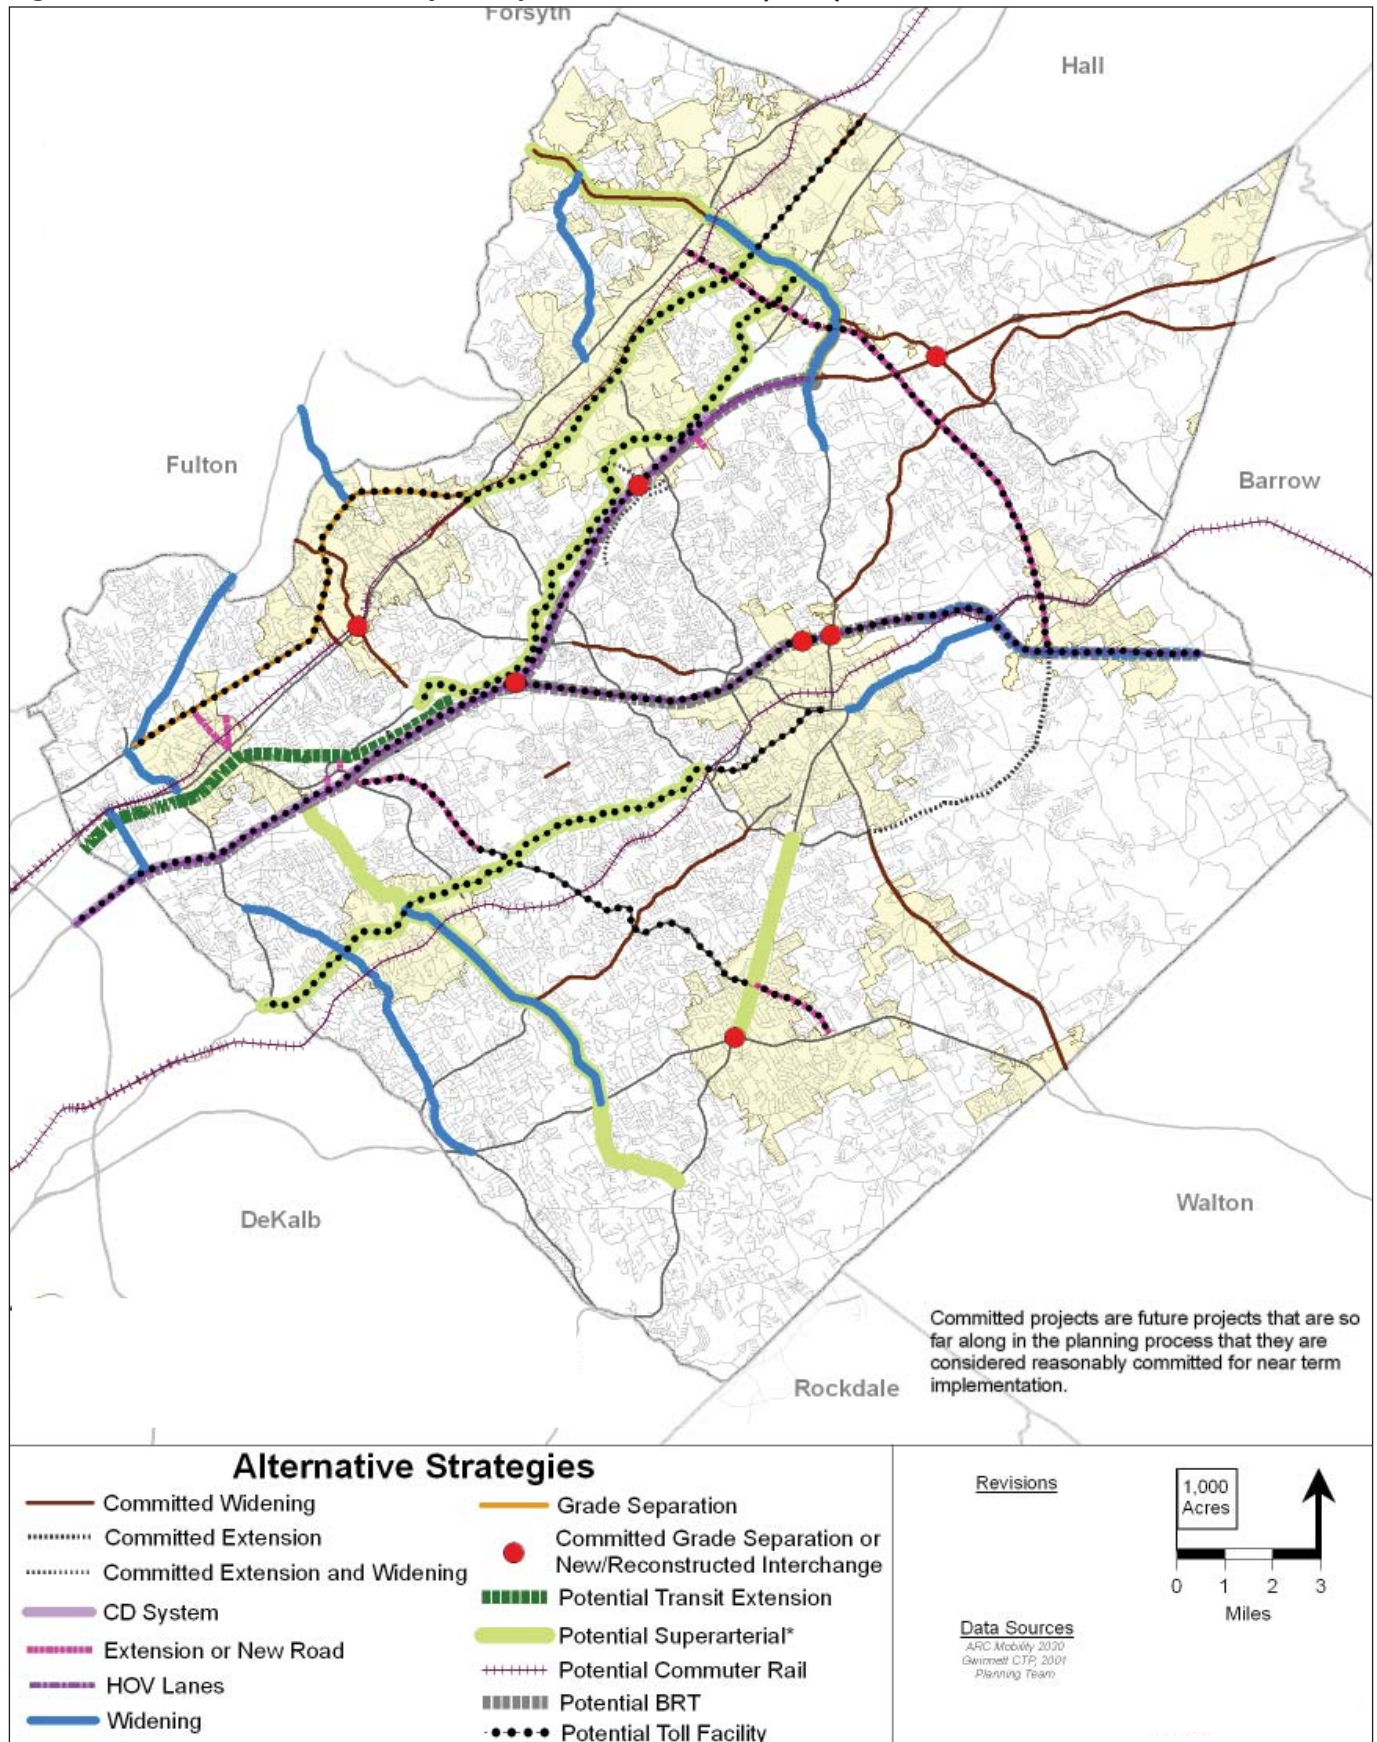 Forsyth
Hall
Fulton
Barrow
DeKalb
Walton
Rockdale
Committed projects are future projects that are so
far along in the planning process that they are
considered reasonably committed for near term
implementation.
Alternative Strategies
Committed Widening
Committed Extension
Committed Extension and Widening
CD System
Extension or New Road
HOV Lanes
Widening
Grade Separation
Committed Grade Separation or
New/Reconstructed Interchange
Potential Transit Extension
Potential Superarterial*
Potential Commuter Rail
Potential BRT
Potential Toll Facility
Revisions
1,000
Acres
0 1 2 3
Miles
Data Sources
ARC Mobility 2030
Gwinnett CTP, 2001
Planning Team